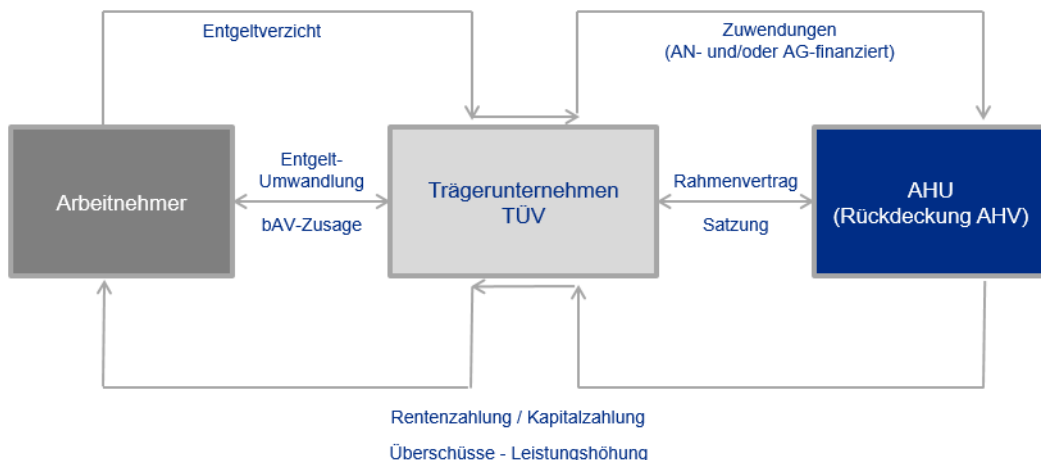 Entgeltverzicht
Zuwendungen
(AN- und/oder AG-finanziert)
Arbeitnehmer
Entgelt-
Umwandlung
bAV-Zusage
Trägerunternehmen
TÜV
Rahmenvertrag
Satzung
AHU
(Rückdeckung AHV)
Rentenzahlung / Kapitalzahlung
Überschüsse - Leistungshöhung